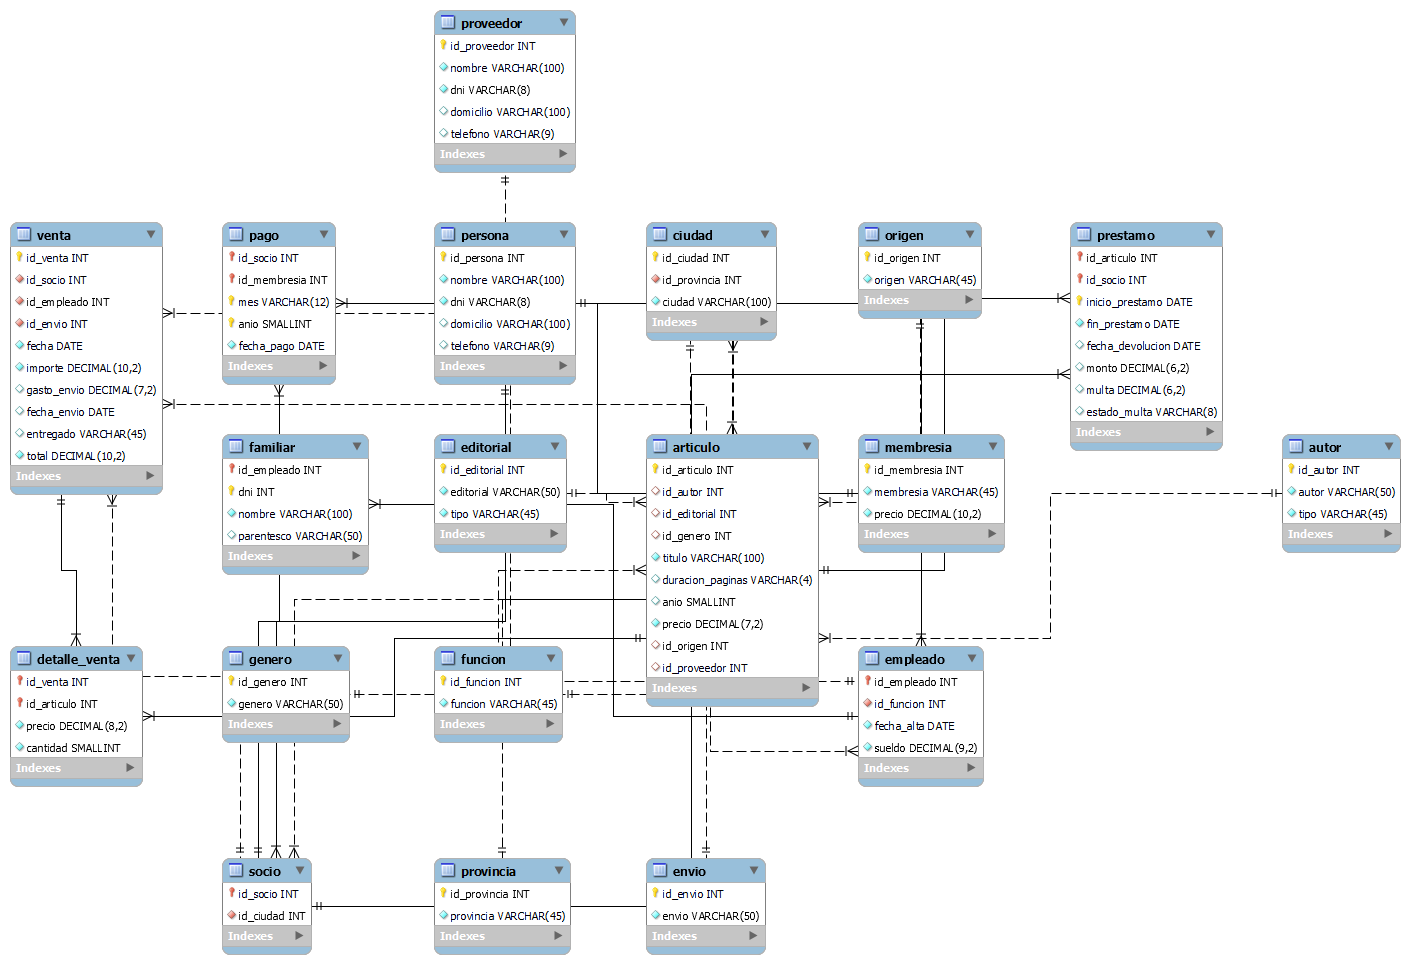 proveedor
id_proveedor INT
nombre VARCHAR(100)
dni VARCHAR(8)
domicilio VARCHAR(100)
telefono VARCHAR(9)
Indexes
venta
id_venta INT
id_socio INT
id_empleado INT
id_envio INT
fecha DATE
importe DECIMAL(10,2)
gasto_envio DECIMAL(7,2)
fecha_envio DATE
entregado VARCHAR(45)
total DECIMAL(10,2)
Indexes
pago
id_socio INT
id_membresia INT
mes VARCHAR(12)
anio SMALLINT
fecha_pago DATE
Indexes
persona
id_persona INT
nombre VARCHAR(100)
dni VARCHAR(8)
domicilio VARCHAR(100)
telefono VARCHAR(9)
Indexes
ciudad
id_ciudad INT
id_provincia INT
ciudad VARCHAR(100)
Indexes
origen
id_origen INT
origen VARCHAR(45)
Indexes
prestamo
id_articulo INT
id_socio INT
inicio_prestamo DATE
fin_prestamo DATE
fecha_devolucion DATE
monto DECIMAL(6,2)
multa DECIMAL(6,2)
estado_multa VARCHAR(8)
Indexes
familiar
id_empleado INT
dni INT
nombre VARCHAR(100)
parentesco VARCHAR(50)
Indexes
editorial
id_editorial INT
editorial VARCHAR(50)
tipo VARCHAR(45)
Indexes
articulo
id_articulo INT
id_autor INT
id_editorial INT
id_genero INT
titulo VARCHAR(100)
duracion_paginas VARCHAR(4)
anio SMALLINT
precio DECIMAL(7,2)
id_origen INT
id_proveedor INT
Indexes
membresia
id_membresia INT
membresia VARCHAR(45)
precio DECIMAL(10,2)
Indexes
autor
id_autor INT
autor VARCHAR(50)
tipo VARCHAR(45)
Indexes
detalle_venta
id_venta INT
id_articulo INT
precio DECIMAL(8,2)
cantidad SMALLINT
Indexes
genero
id_genero INT
genero VARCHAR(50)
Indexes
funcion
id_funcion INT
funcion VARCHAR(45)
Indexes
empleado
id_empleado INT
id_funcion INT
fecha_alta DATE
sueldo DECIMAL(9,2)
Indexes
socio
id_socio INT
id_ciudad INT
Indexes
provincia
id_provincia INT
provincia VARCHAR(45)
Indexes
envio
id_envio INT
envio VARCHAR(50)
Indexes